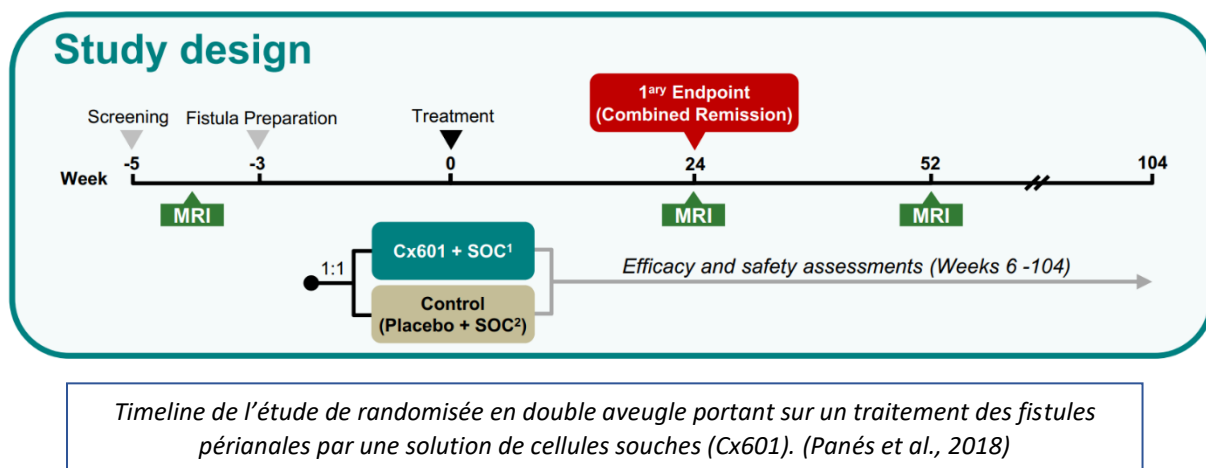 Study design
1ary Endpoint
(Combined Remission)
Screening Fistula Preparation Treatment
-5 -3 0 24 52 104
Week
MRI MRI MRI
Cx601 + SOC1
1:1
Efficacy and safety assessments (Weeks 6 -104)
Control
(Placebo + SOC2)
Timeline de l’étude de randomisée en double aveugle portant sur un traitement des fistules
périanales par une solution de cellules souches (Cx601). (Panés et al., 2018)